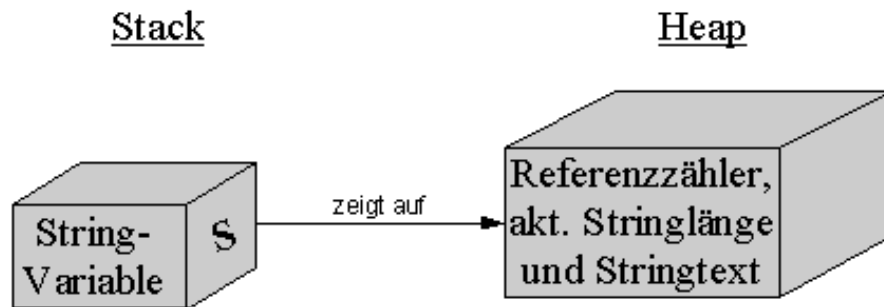 Stack
Heap
String-
Variable
S
zeigt auf
Referenzzähler,
akt. Stringlänge
und Stringtext